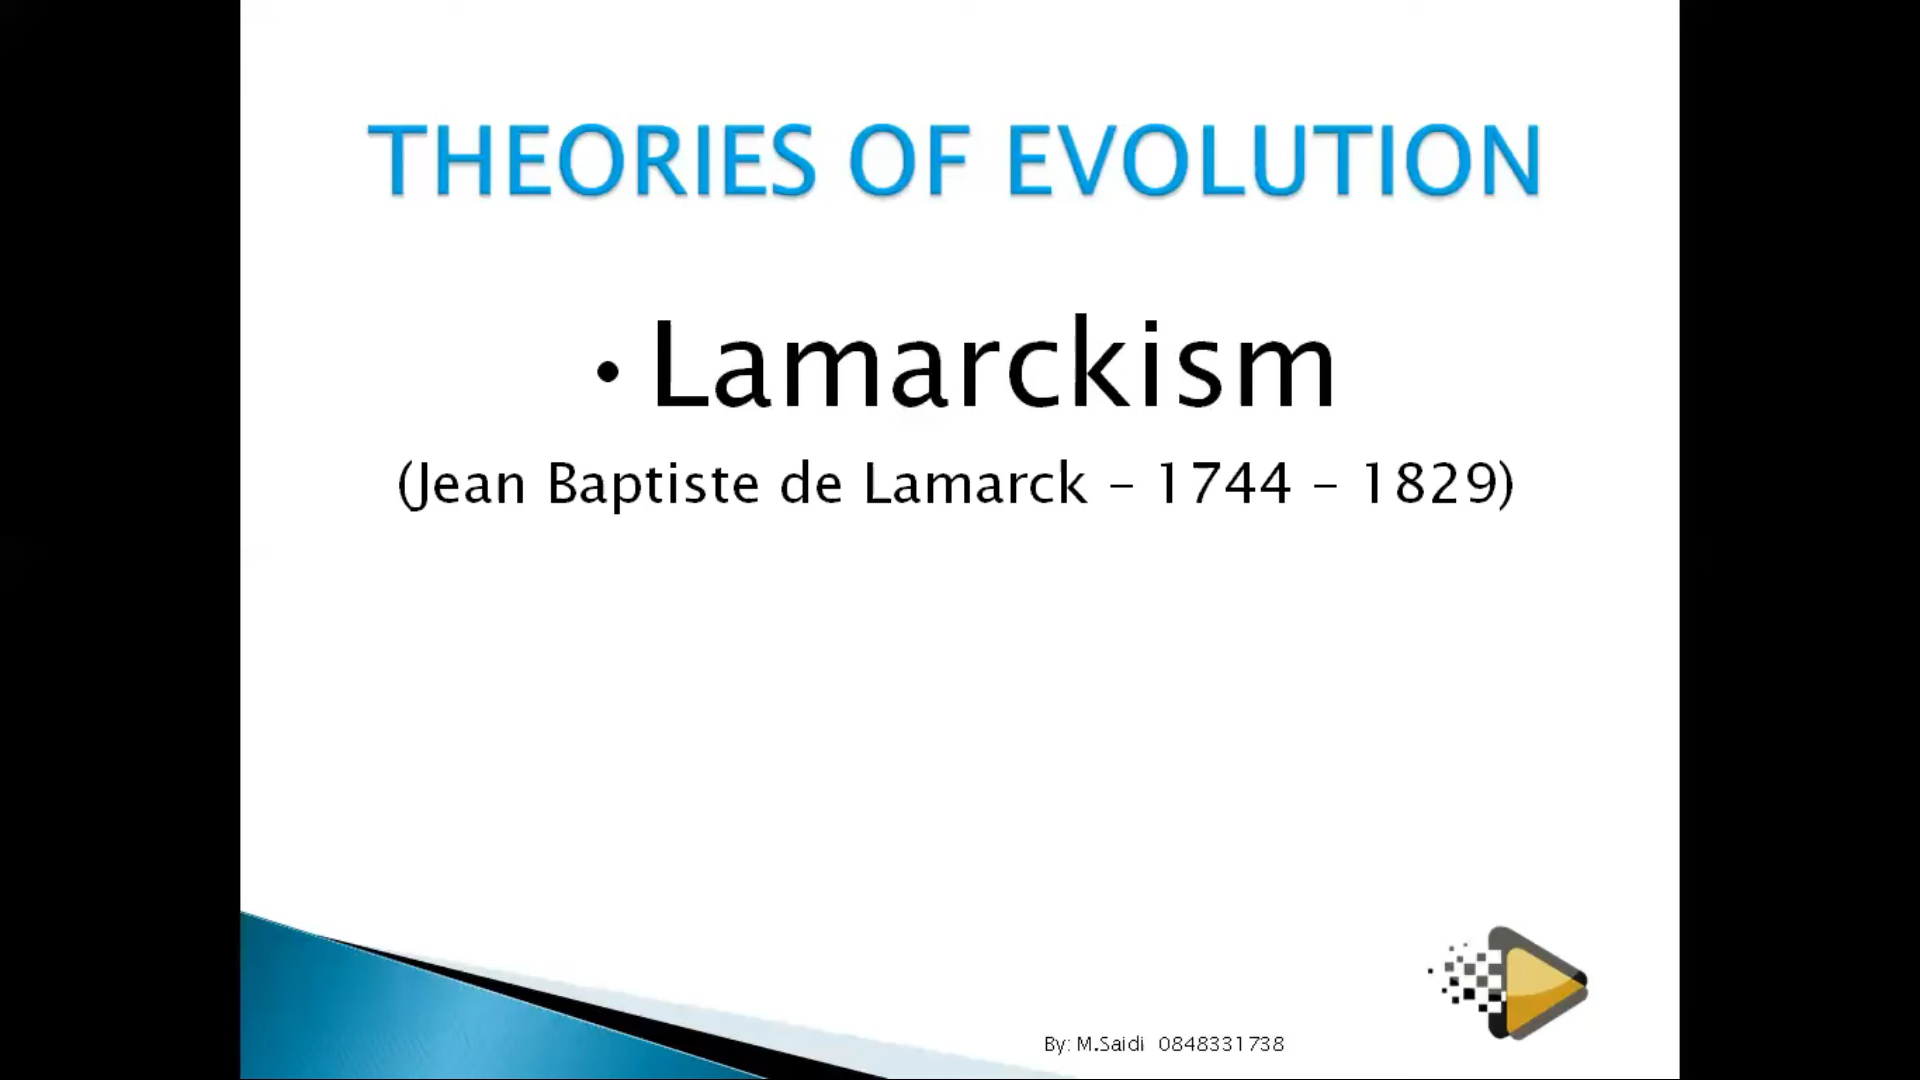 THEORIES OF EVOLUTION
• Lamarckism
(Jean Baptiste de Lamarck – 1744 – 1829)
By: M.Saidi 0848331738